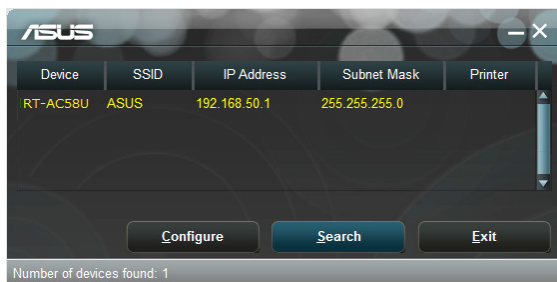 ASUS
Device SSID IP Address Subnet Mask Printer
RT-AC58U ASUS 192.168.50.1 255.255.255.0
Configure Search Exit
Number of devices found: 1